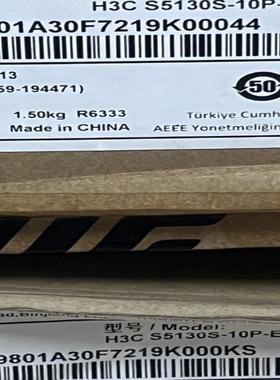 H3C S5130S-10P-E
01A30F7219K00044
13
59-194471)
50
1.50kg R6333
Türkiye Cumh
Made in CHINA
AEEE Yonetmeliğin
型号 / Model:
H3C S5130S-10P-E
9801A30F7219K000KS